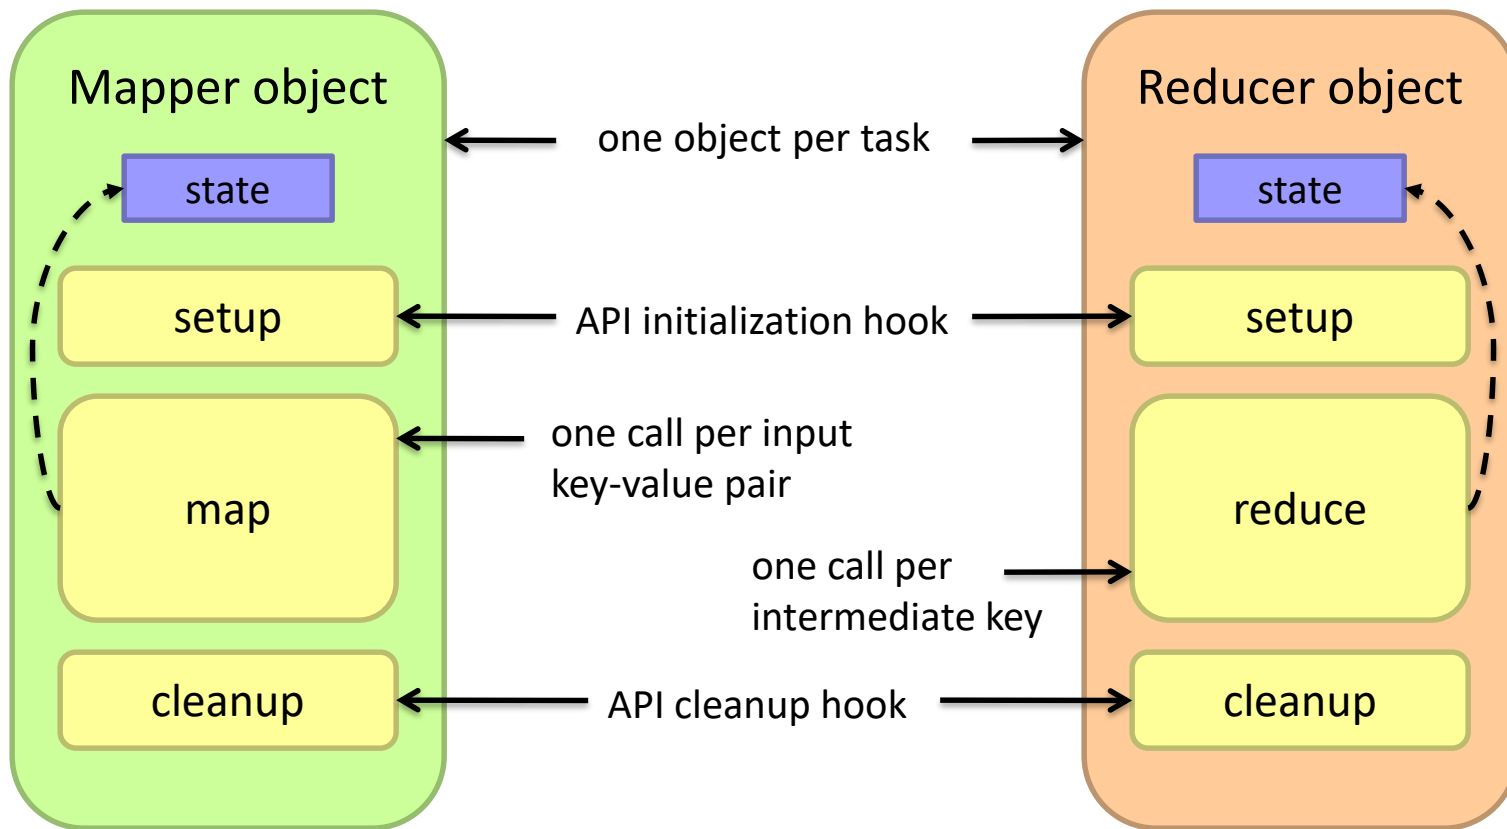 Mapper object
Reducer object
one object per task
state
state
setup
API initialization hook
setup
one call per input
key-value pair
map
reduce
one call per
intermediate key
cleanup
API cleanup hook
cleanup